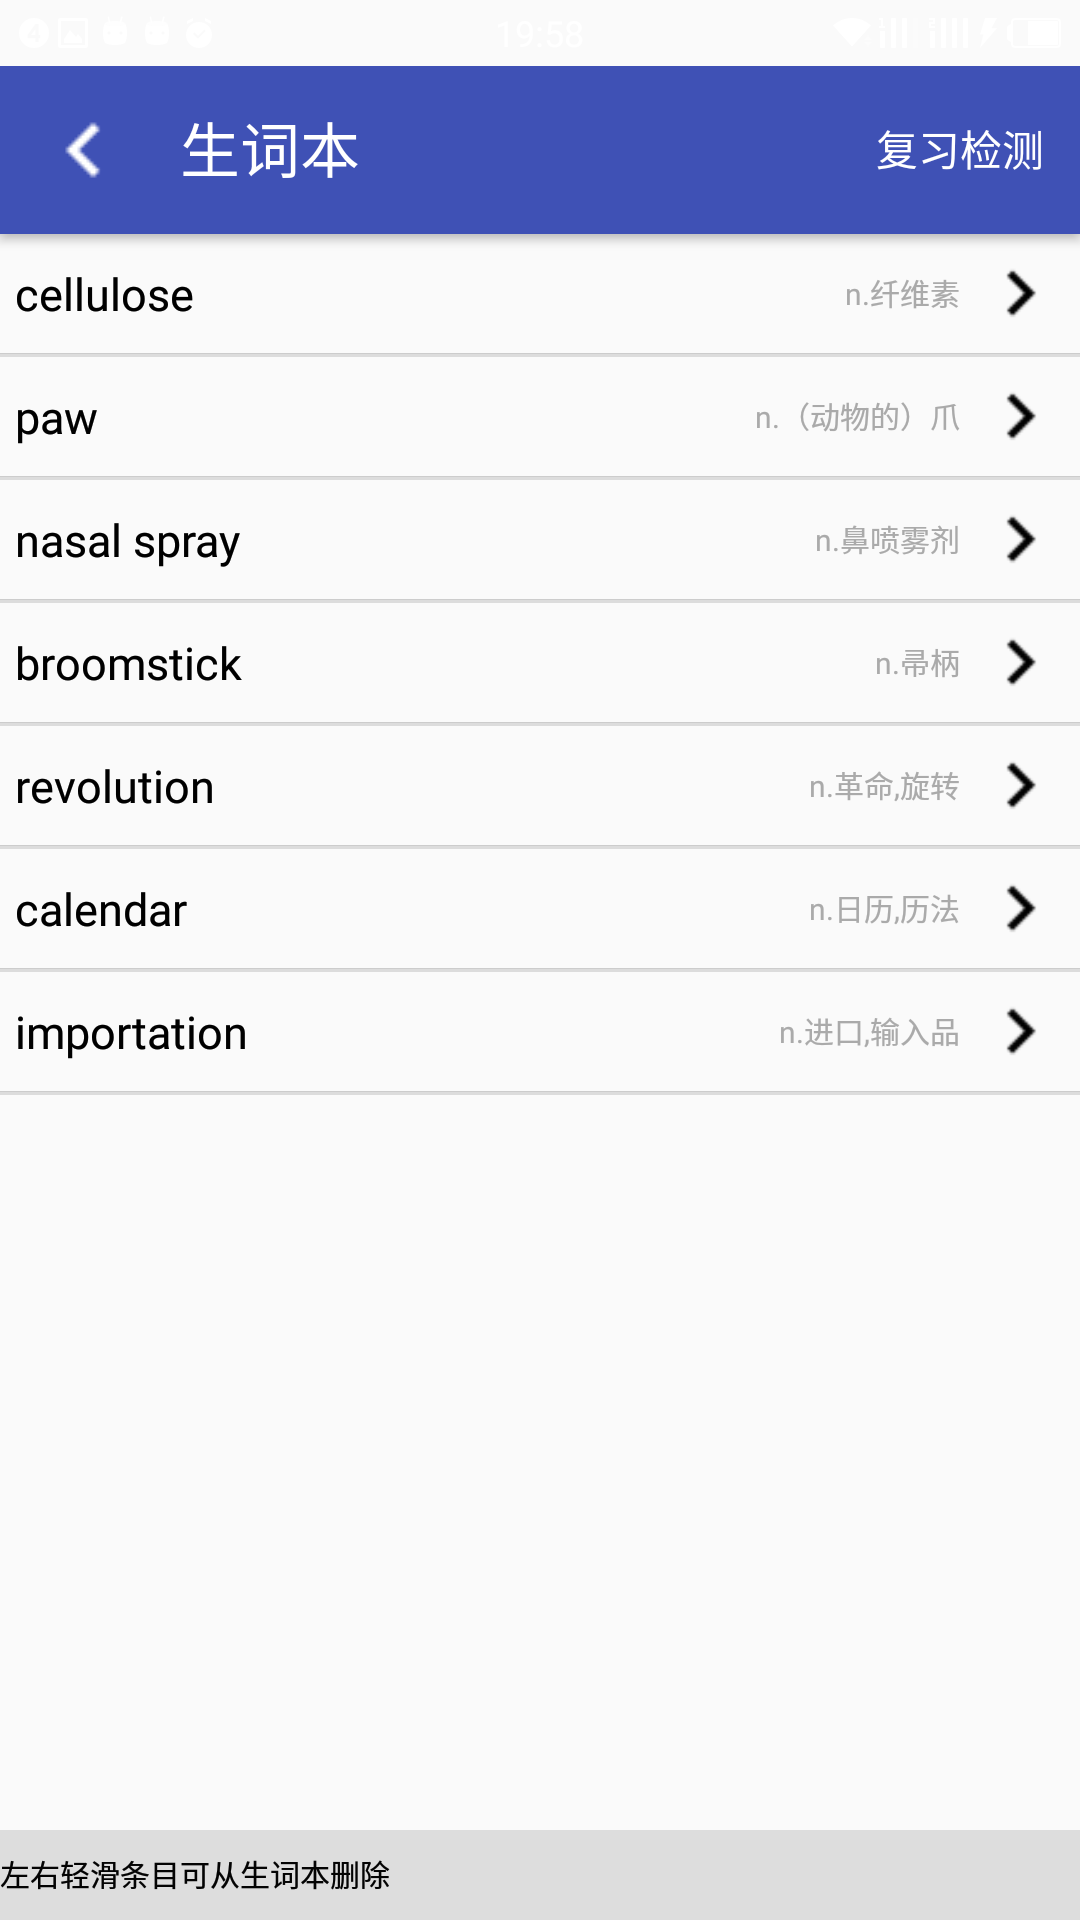 19:58
生词本 复习检测
cellulose n.纤维素
paw n.（动物的）爪
nasal spray n.鼻喷雾剂
broomstick n.帚柄
revolution n.革命,旋转
calendar n.日历,历法
importation n.进口,输入品
左右轻滑条目可从生词本删除